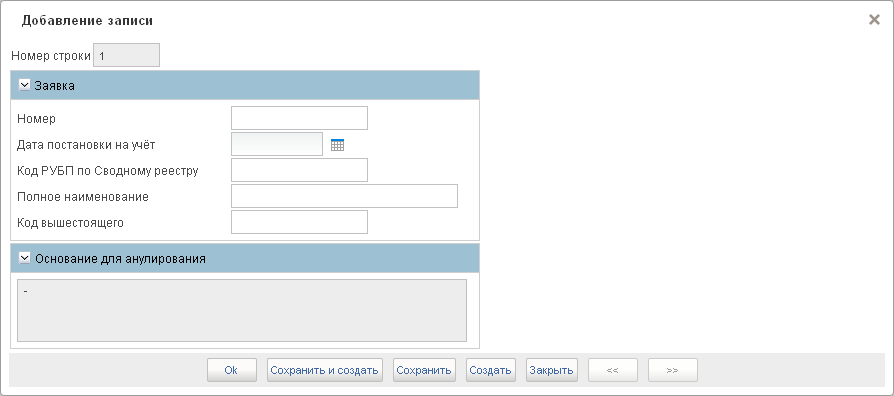 Добавление записи
Номер строки 1
Заявка
Номер
Дата постановки на учёт
Код РУБП по Сводному реестру
Полное наименование
Код вышестоящего
Основание для анулирования
-
Ok Сохранить и создать Сохранить Создать Закрыть << >>